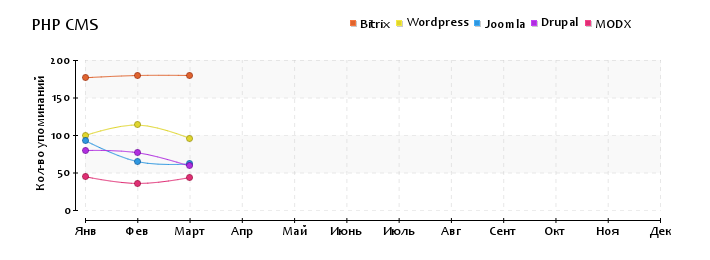 PHP CMS
Bitrix Wordpress Joomla Drupal MODX
Кол-во упоминаний
200
150
100
50
0
Янв Фев Март Апр Май Июнь Июль Авг Сент Окт Ноя Дек